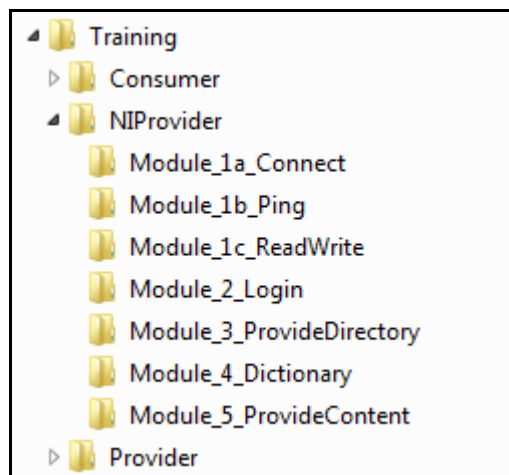 Training
Consumer
NIProvider
Module_1a_Connect
Module_1b_Ping
Module_1c_ReadWrite
Module_2_Login
Module_3_ProvideDirectory
Module_4_Dictionary
Module_5_ProvideContent
Provider